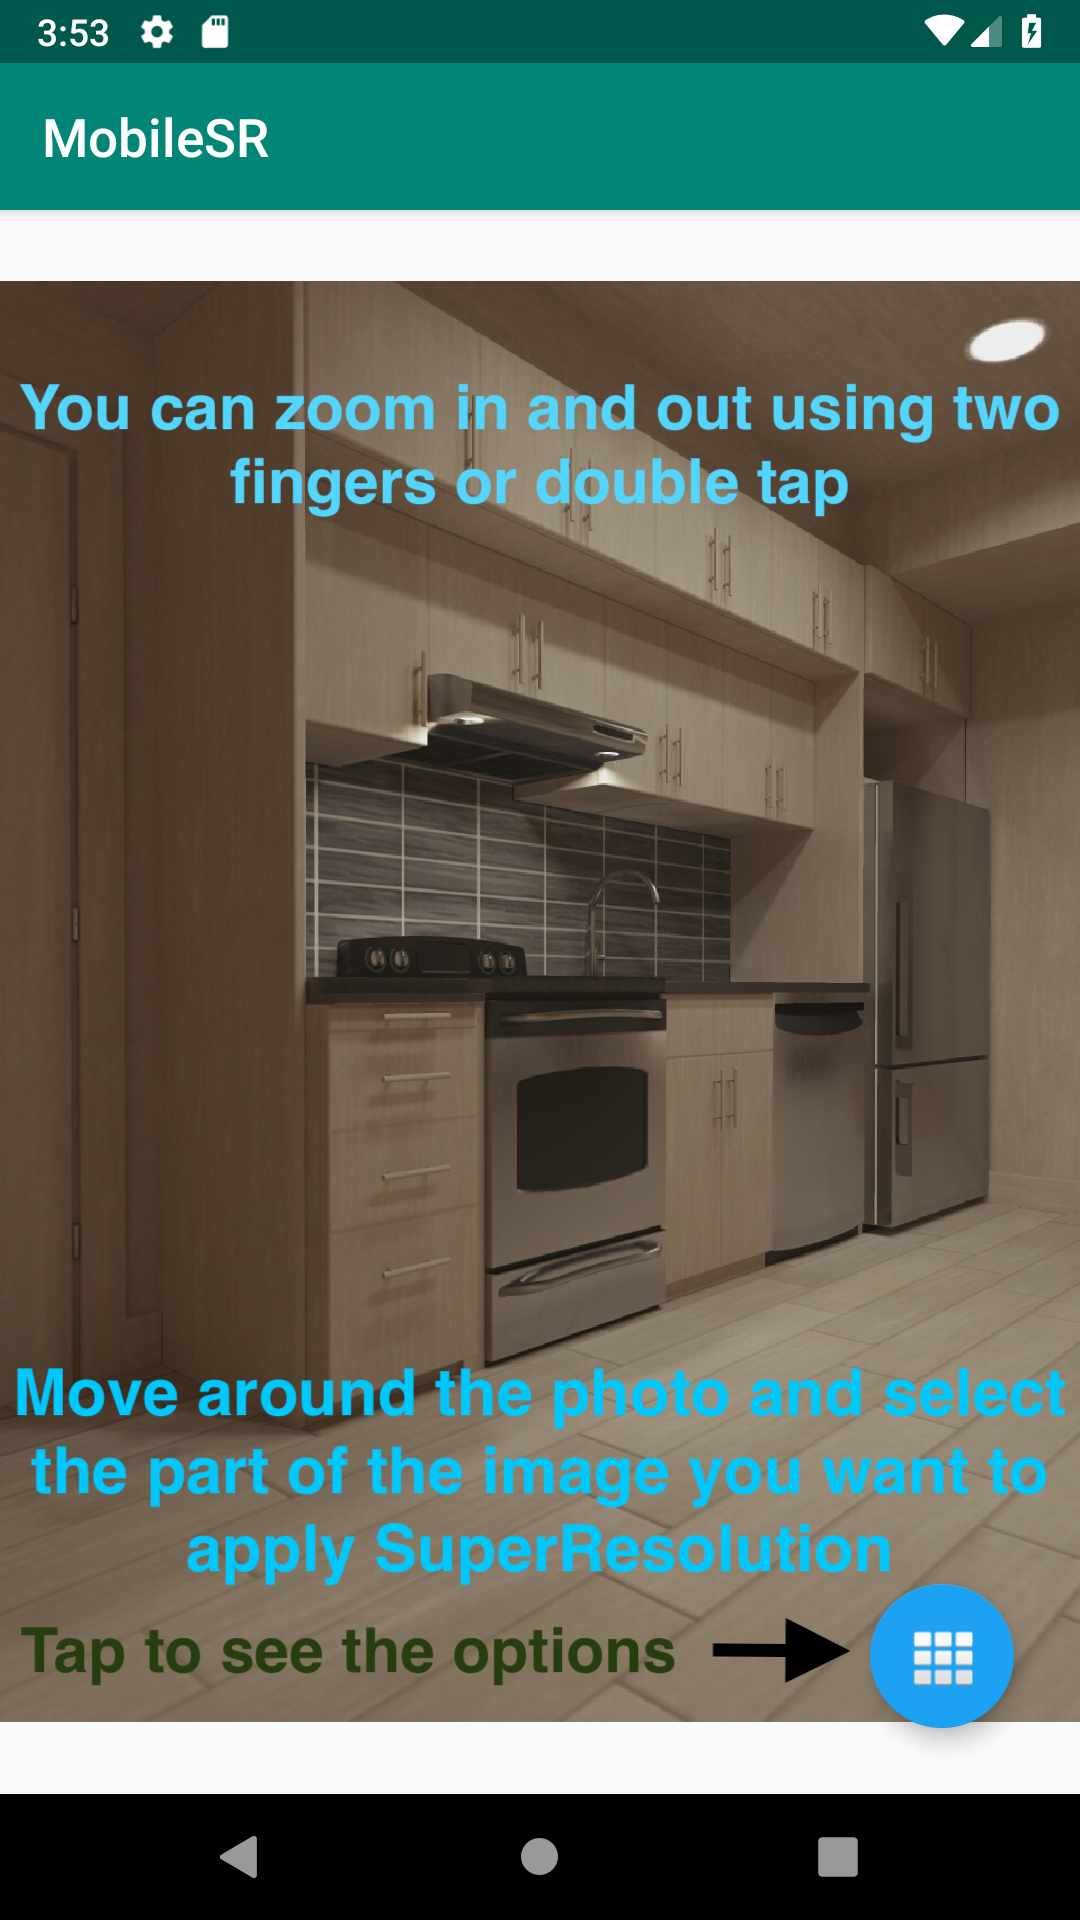 3:53
MobileSR
You can zoom in and out using two
fingers or double tap
Move around the photo and select
the part of the image you want to
apply SuperResolution
Tap to see the options